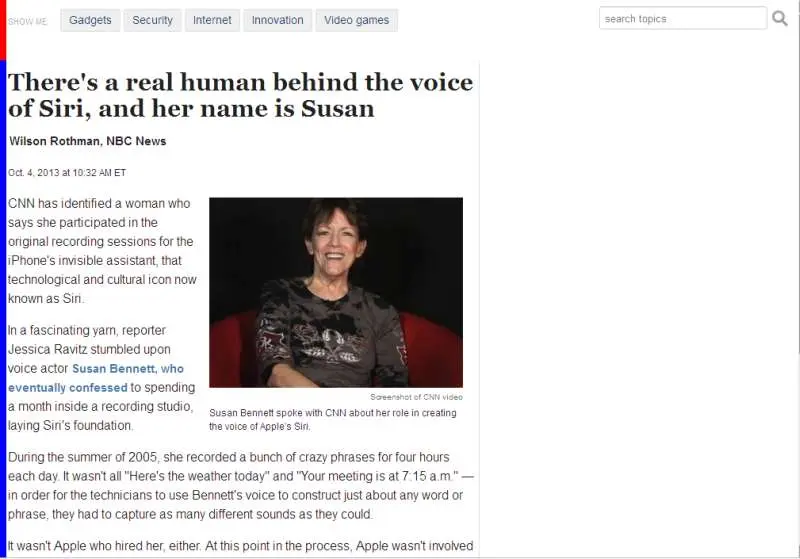 SHOW ME
Gadgets
Security
Internet
Innovation
Video games
search topics
There's a real human behind the voice
of Siri, and her name is Susan
Wilson Rothman, NBC News
Oct. 4, 2013 at 10:32 AM ET
CNN has identified a woman who
says she participated in the
original recording sessions for the
iPhone's invisible assistant, that
technological and cultural icon now
known as Siri.
In a fascinating yarn, reporter
Jessica Ravitz stumbled upon
voice actor Susan Bennett, who
eventually confessed to spending
a month inside a recording studio,
laying Siri's foundation.
Screenshot of CNN video
Susan Bennett spoke with CNN about her role in creating
the voice of Apple's Siri.
During the summer of 2005, she recorded a bunch of crazy phrases for four hours
each day. It wasn't all "Here's the weather today" and "Your meeting is at 7:15 a.m." —
in order for the technicians to use Bennett's voice to construct just about any word or
phrase, they had to capture as many different sounds as they could.
It wasn't Apple who hired her, either. At this point in the process, Apple wasn't involved